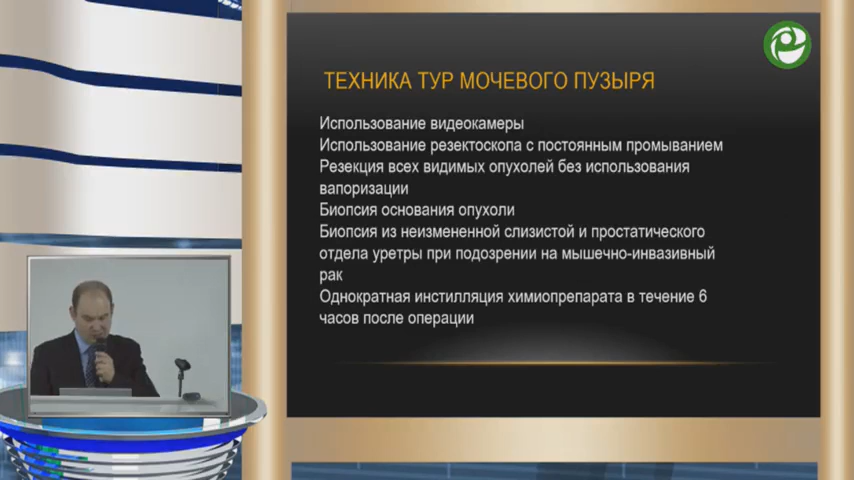 ТЕХНИКА ТУР МОЧЕВОГО ПУЗЫРЯ
Использование видеокамеры
Использование резектоскопа с постоянным промыванием
Резекция всех видимых опухолей без использования
вапоризации
Биопсия основания опухоли
Биопсия из неизмененной слизистой и простатического
отдела уретры при подозрении на мышечно-инвазивный
рак
Однократная инстилляция химиопрепарата в течение 6
часов после операции